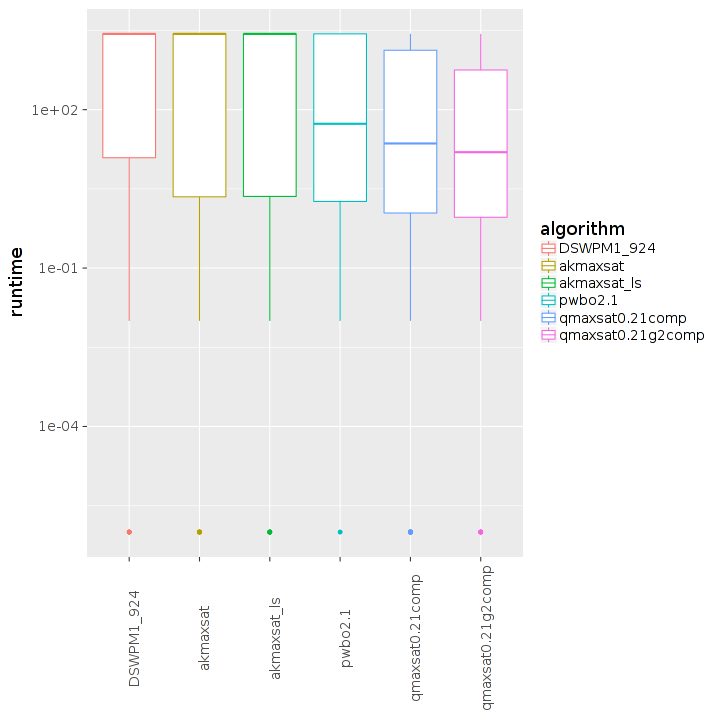 runtime
1e+02
1e-01
1e-04
DSWPM1_924
akmaxsat
akmaxsat_ls
pwbo2.1
qmaxsat0.21comp
qmaxsat0.21g2comp
algorithm
DSWPM1_924
akmaxsat
akmaxsat_ls
pwbo2.1
qmaxsat0.21comp
qmaxsat0.21g2comp